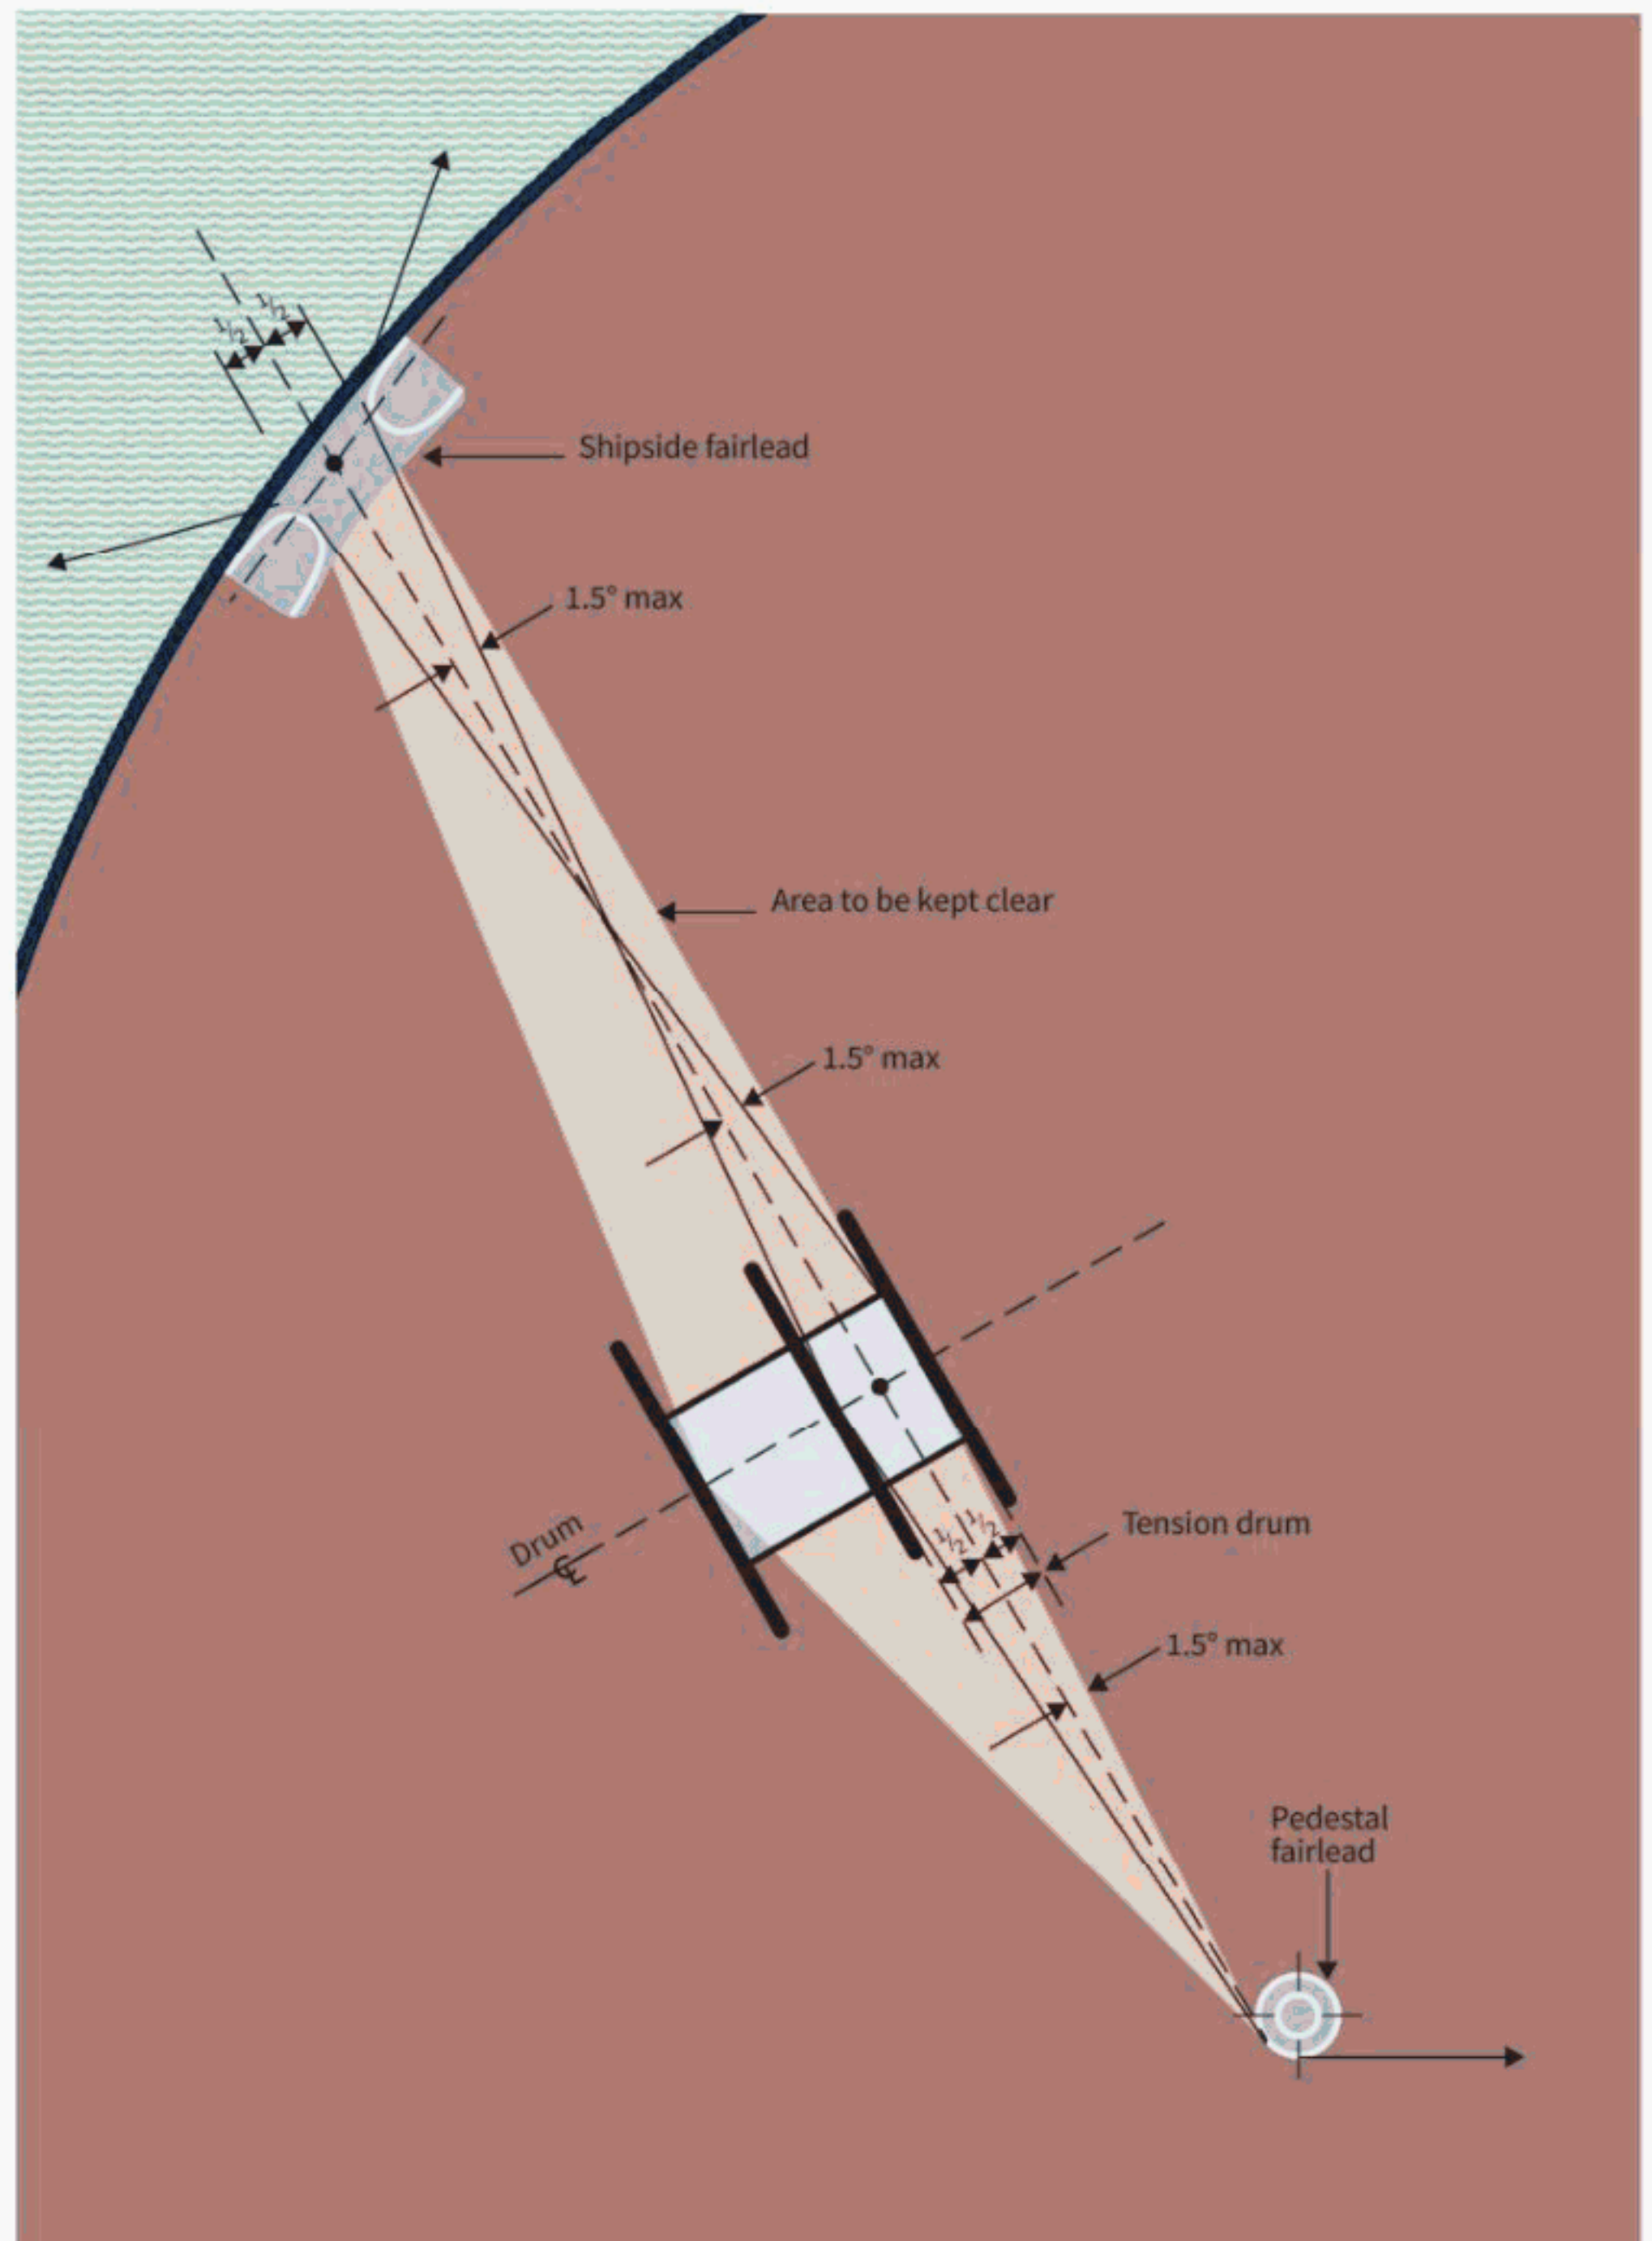 1/2
1/2
Shipside fairlead
1.5° max
Area to be kept clear
1.5° max
Drum
℄
1/2
1/2
Tension drum
1.5° max
Pedestal
fairlead